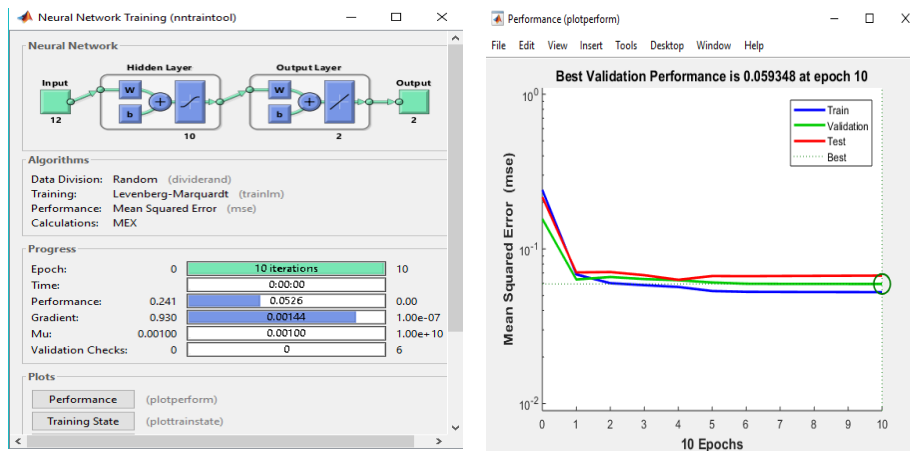 Neural Network Training (nntraintool)
Neural Network
Hidden Layer
Output Layer
Input
Output
W
b
+
W
b
+
12
10
2
2
Algorithms
Data Division: Random (dividerand)
Training: Levenberg-Marquardt (trainlm)
Performance: Mean Squared Error (mse)
Calculations: MEX
Progress
Epoch: 0 10 iterations 10
Time: 0:00:00
Performance: 0.241 0.0526 0.00
Gradient: 0.930 0.00144 1.00e-07
Mu: 0.00100 0.00100 1.00e+10
Validation Checks: 0 0 6
Plots
Performance (plotperform)
Training State (plottrainstate)
Performance (plotperform)
File Edit View Insert Tools Desktop Window Help
Best Validation Performance is 0.059348 at epoch 10
Train
Validation
Test
Best
Mean Squared Error (mse)
10^0
10^-1
10^-2
0 1 2 3 4 5 6 7 8 9 10
10 Epochs